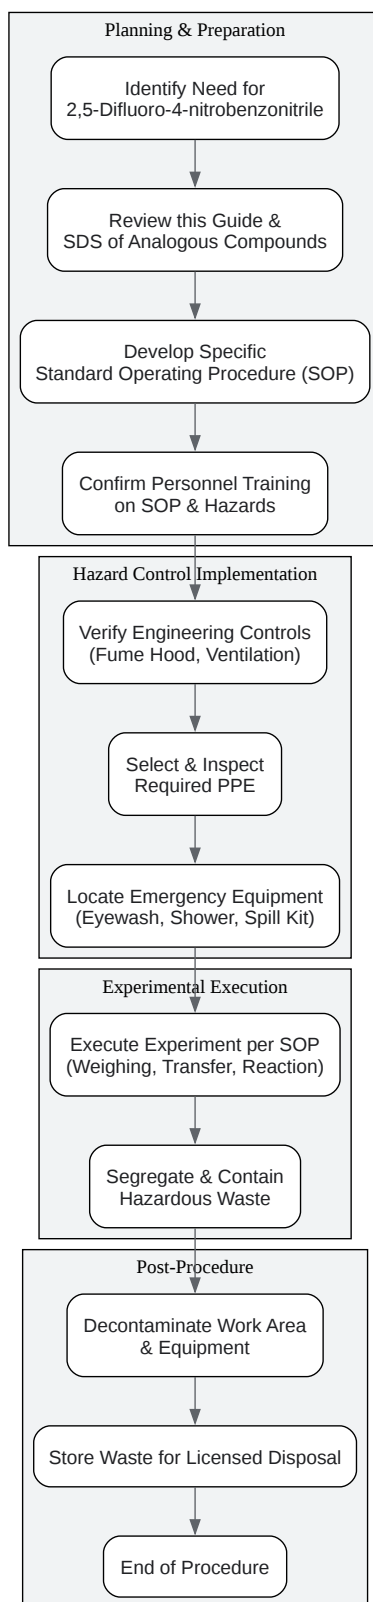 Planning & Preparation
Identify Need for
2,5-Difluoro-4-nitrobenzonitrile
Review this Guide &
SDS of Analogous Compounds
Develop Specific
Standard Operating Procedure (SOP)
Confirm Personnel Training
on SOP & Hazards
Hazard Control Implementation
Verify Engineering Controls
(Fume Hood, Ventilation)
Select & Inspect
Required PPE
Locate Emergency Equipment
(Eyewash, Shower, Spill Kit)
Experimental Execution
Execute Experiment per SOP
(Weighing, Transfer, Reaction)
Segregate & Contain
Hazardous Waste
Post-Procedure
Decontaminate Work Area
& Equipment
Store Waste for Licensed Disposal
End of Procedure